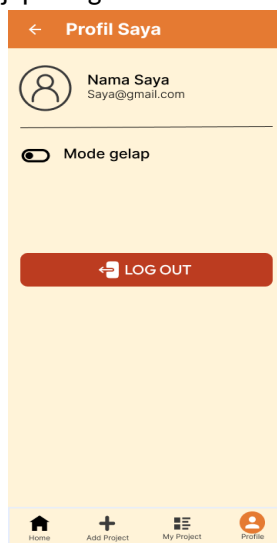 Profil Saya
Nama Saya
Saya@gmail.com
Mode gelap
LOG OUT
Home Add Project My Project Profile